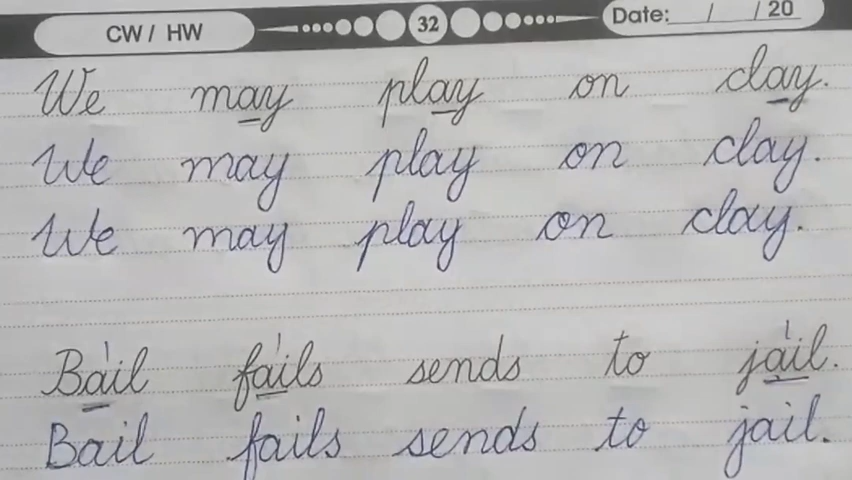 CW / HW 32 Date: / / 20
We may play on clay.
We may play on clay.
We may play on clay.
Bail fails sends to jail.
Bail fails sends to jail.